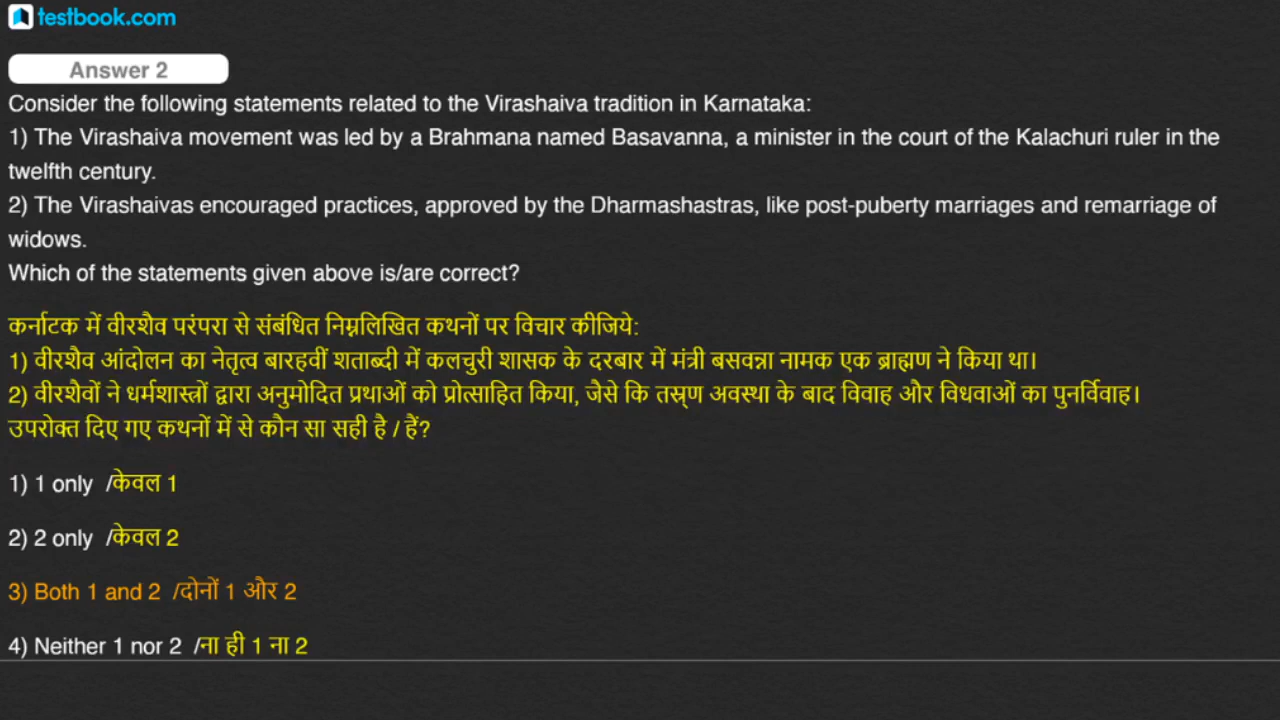 testbook.com
Answer 2
Consider the following statements related to the Virashaiva tradition in Karnataka:
1) The Virashaiva movement was led by a Brahmana named Basavanna, a minister in the court of the Kalachuri ruler in the
twelfth century.
2) The Virashaivas encouraged practices, approved by the Dharmashastras, like post-puberty marriages and remarriage of
widows.
Which of the statements given above is/are correct?
कर्नाटक में वीरशैव परंपरा से संबंधित निम्नलिखित कथनों पर विचार कीजिये:
1) वीरशैव आंदोलन का नेतृत्व बारहवीं शताब्दी में कलचुरी शासक के दरबार में मंत्री बसवन्ना नामक एक ब्राह्मण ने किया था।
2) वीरशैवों ने धर्मशास्त्रों द्वारा अनुमोदित प्रथाओं को प्रोत्साहित किया, जैसे कि तस्र्ण अवस्था के बाद विवाह और विधवाओं का पुनर्विवाह।
उपरोक्त दिए गए कथनों में से कौन सा सही है / हैं?
1) 1 only /केवल 1
2) 2 only /केवल 2
3) Both 1 and 2 /दोनों 1 और 2
4) Neither 1 nor 2 /ना ही 1 ना 2